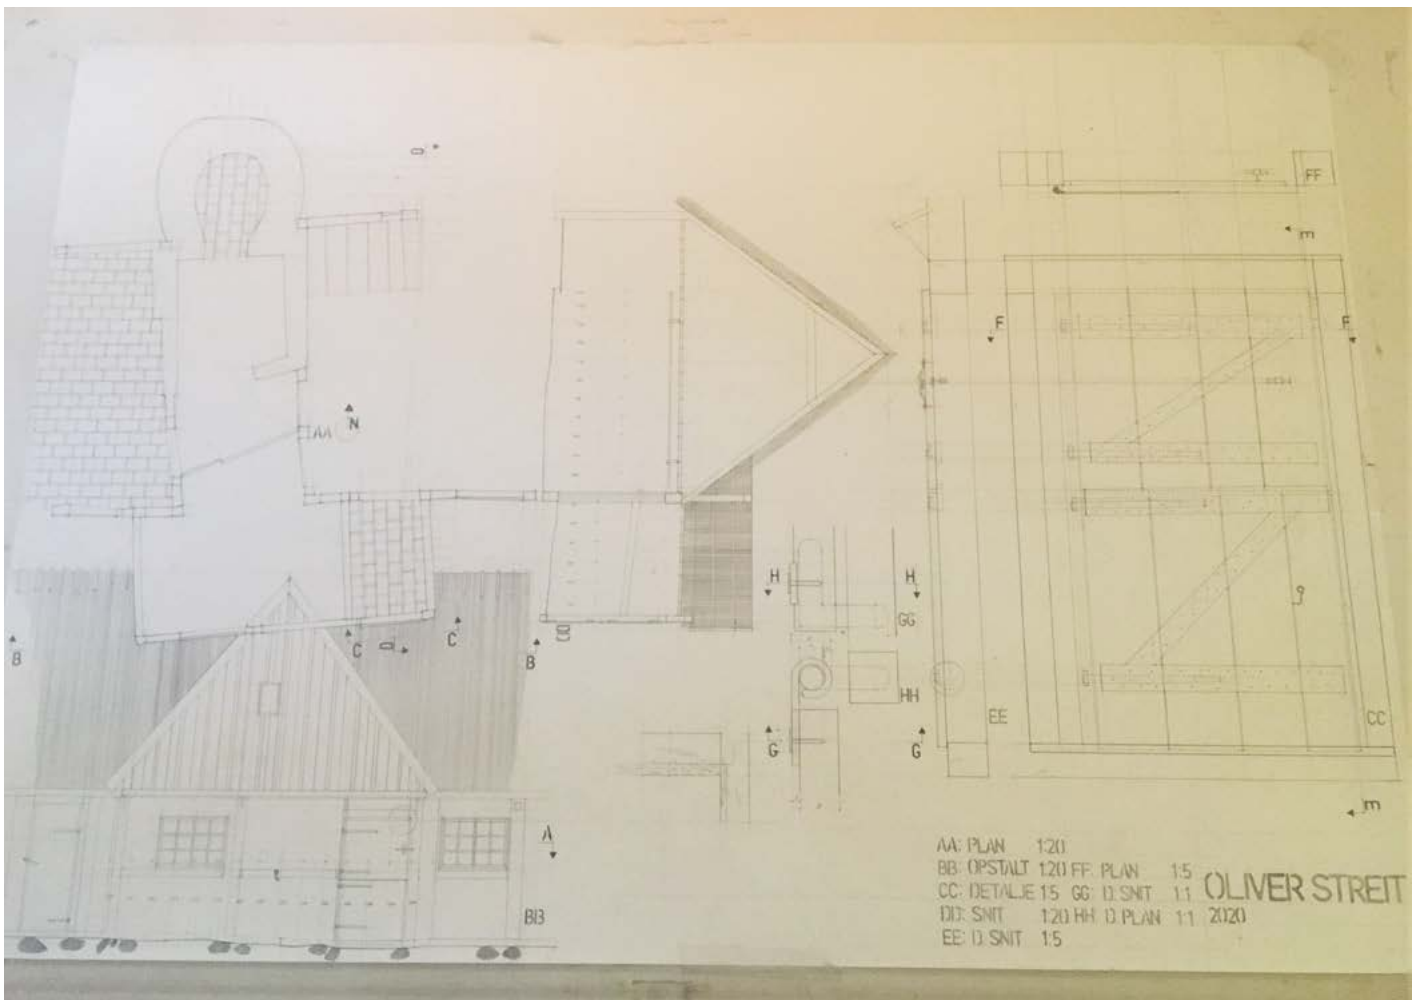 D
FF
E
F
F
N
AA
H
H
GG
C
C
B
D
B
DD
HH
EE
CC
G
G
E
A
BB
AA: PLAN 1:20
BB: OPSTALT 1:20 FF: PLAN 1:5
CC: DETALJE 1:5 GG: D.SNIT 1:1 OLIVER STREIT
DD: SNIT 1:20 HH: D.PLAN 1:1 2020
EE: D.SNIT 1:5